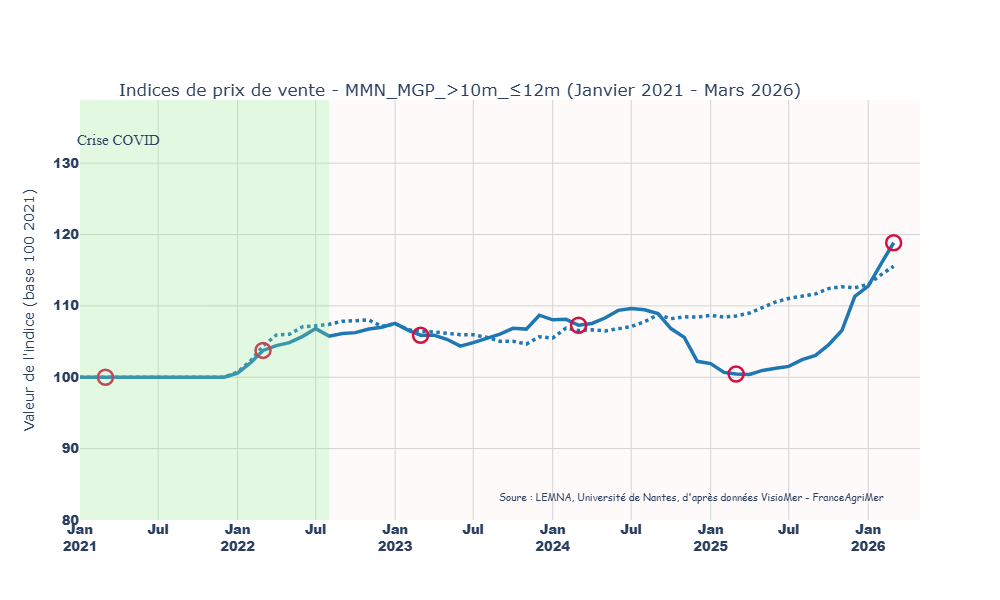 Indices de prix de vente - MMN_MGP_>10m_≤12m (Janvier 2021 - Mars 2026)
Crise COVID
Valeur de l'Indice (base 100 2021)
130
120
110
100
90
80
Soure : LEMNA, Université de Nantes, d'après données VisioMer - FranceAgriMer
Jan Jul Jan Jul Jan Jul Jan Jul Jan Jul Jan
2021 2022 2023 2024 2025 2026